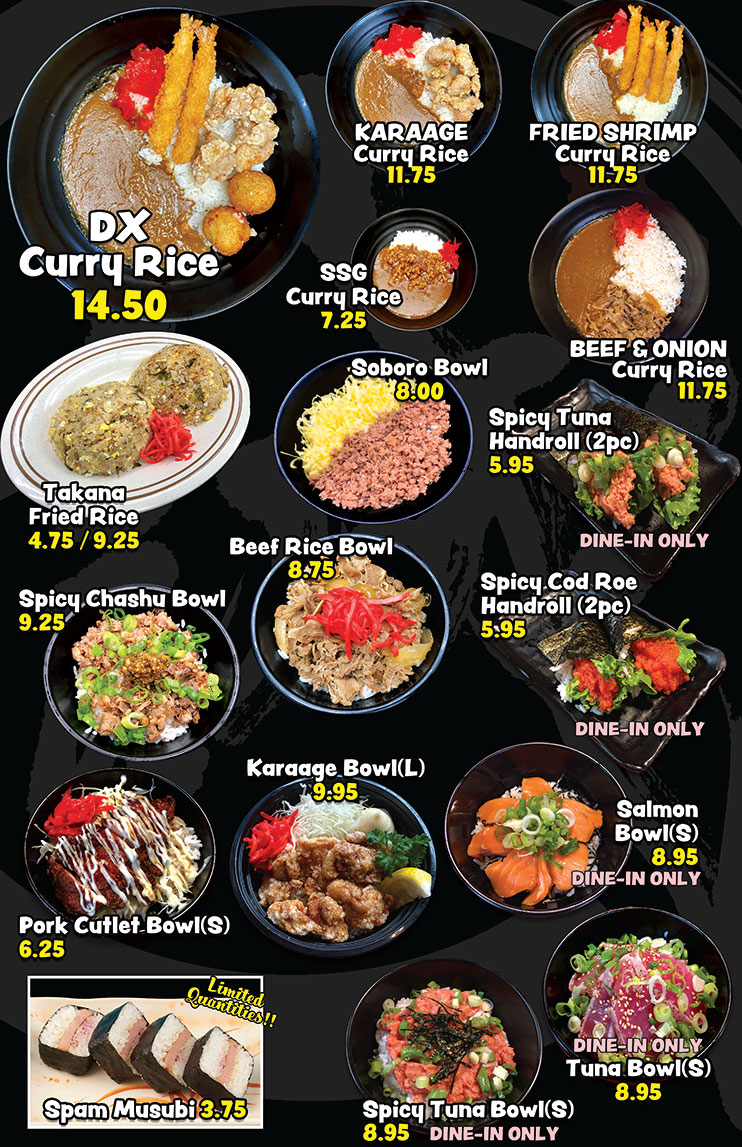 KARAAGE
Curry Rice
11.75
FRIED SHRIMP
Curry Rice
11.75
DX
Curry Rice
14.50
SSG
Curry Rice
7.25
BEEF & ONION
Curry Rice
11.75
Soboro Bowl
8.00
Spicy Tuna
Handroll (2pc)
5.95
DINE-IN ONLY
Takana
Fried Rice
4.75 / 9.25
Beef Rice Bowl
8.75
Spicy Cod Roe
Handroll (2pc)
5.95
DINE-IN ONLY
Spicy Chashu Bowl
9.25
Karaage Bowl(L)
9.95
Salmon
Bowl(S)
8.95
DINE-IN ONLY
Pork Cutlet Bowl(S)
6.25
Limited
Quantities!!
Spam Musubi 3.75
DINE-IN ONLY
Tuna Bowl(S)
8.95
Spicy Tuna Bowl(S)
8.95 DINE-IN ONLY